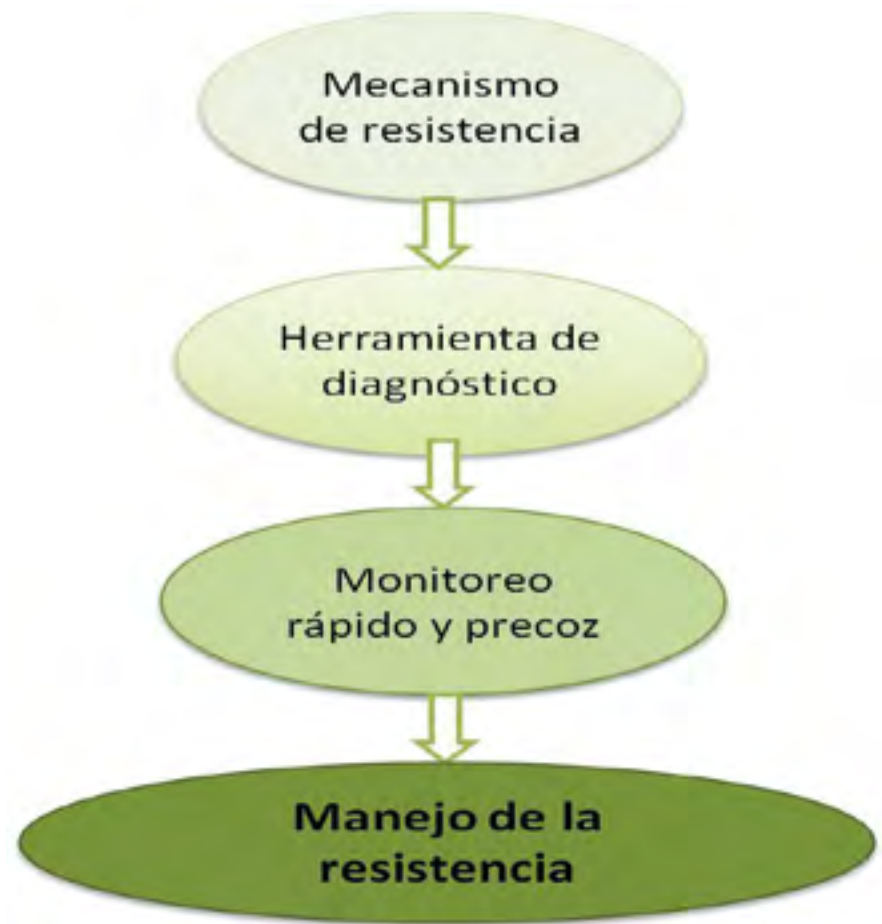 Mecanismo
de resistencia
Herramienta de
diagnóstico
Monitoreo
rápido y precoz
Manejo de la
resistencia